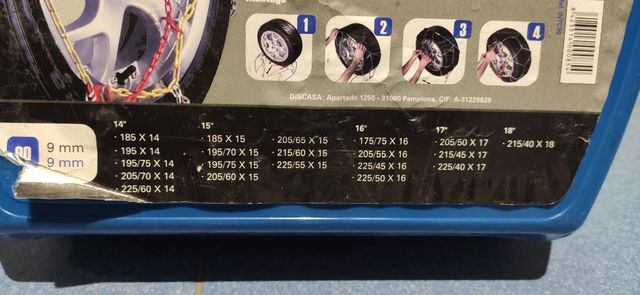 Montaje
1
2
3
4
DISCASA: Apartado 1250 - 31080 Pamplona, CIF: A-31229628
90
9 mm
9 mm
14"
· 185 X 14
· 195 X 14
· 195/75 X 14
· 205/70 X 14
· 225/60 X 14
15"
· 185 X 15
· 195/70 X 15
· 195/75 X 15
· 205/60 X 15
· 205/65 X 15
· 215/60 X 15
· 225/55 X 15
16"
· 175/75 X 16
· 205/55 X 16
· 225/45 X 16
· 225/50 X 16
17"
· 205/50 X 17
· 215/45 X 17
· 225/40 X 17
18"
· 215/40 X 18